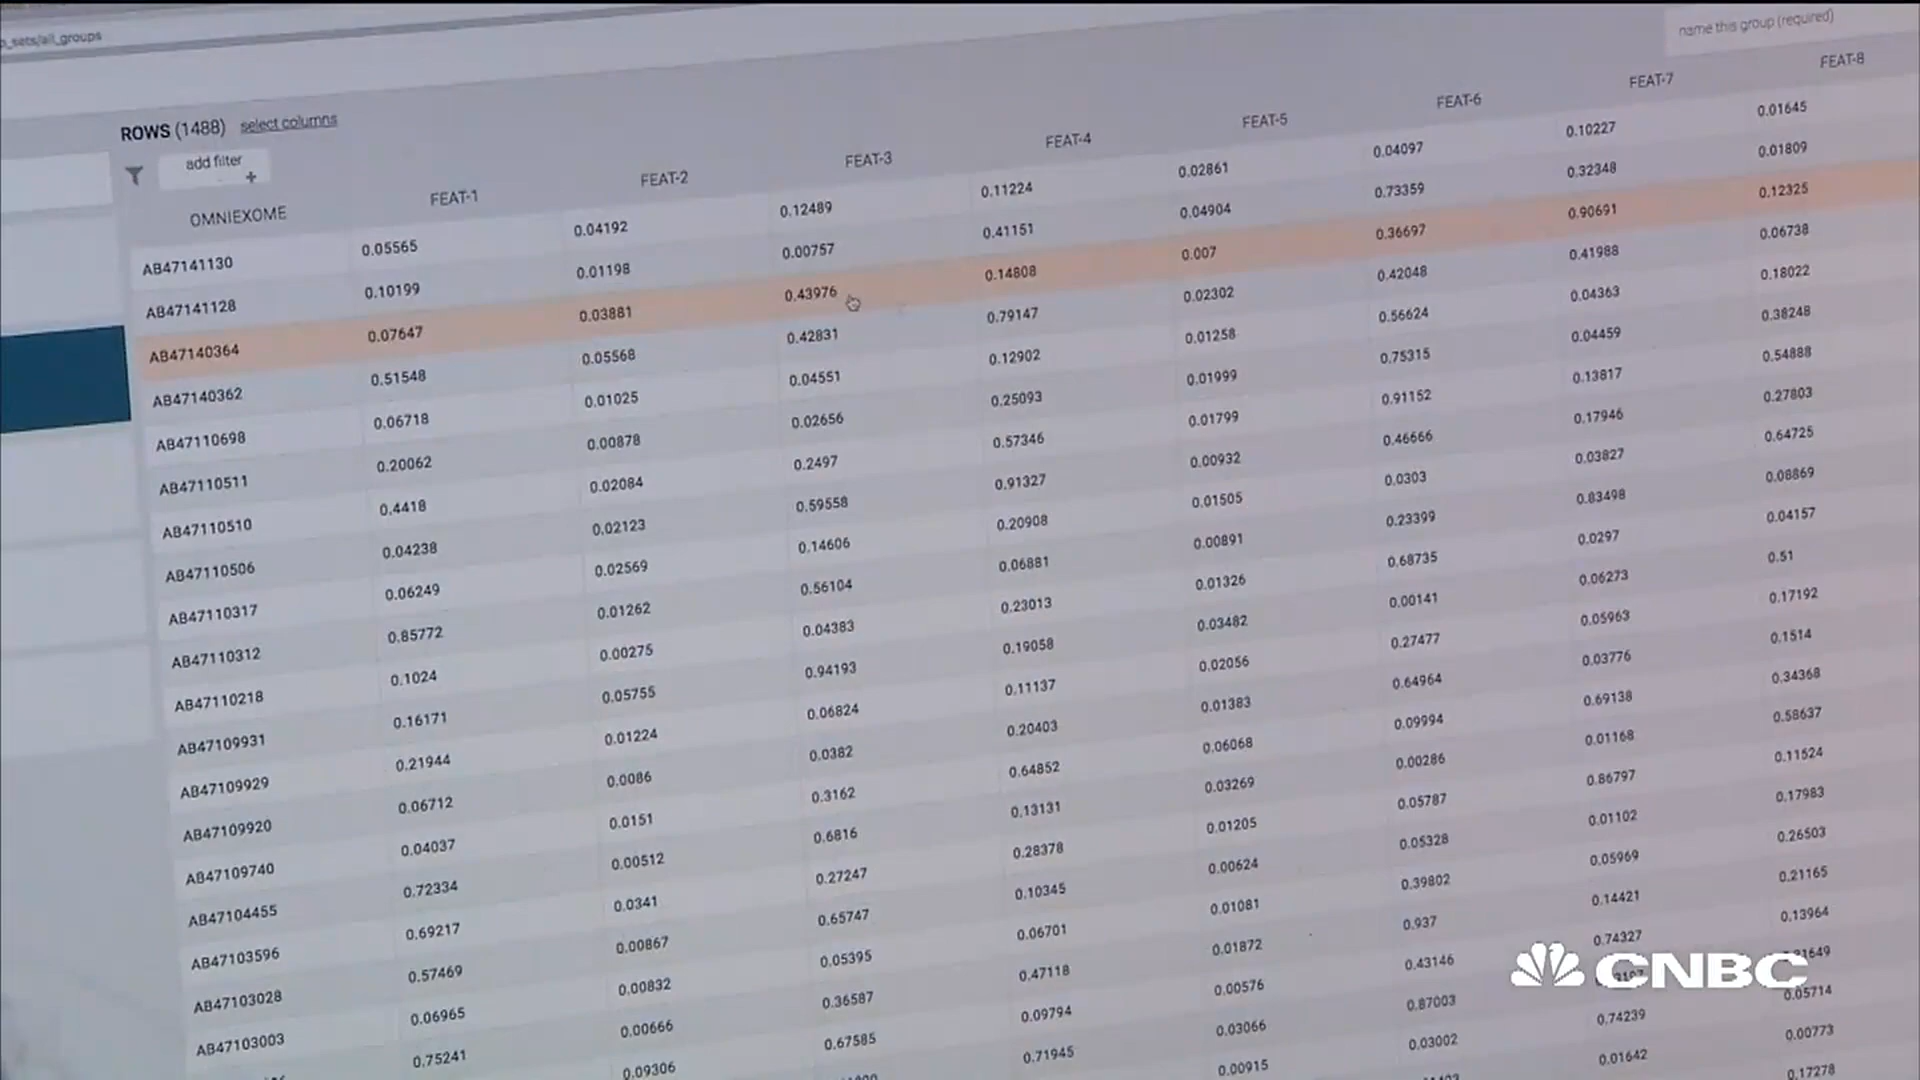 name this group (required)
ROWS (1488) select columns
add filter +
OMNIEXOME FEAT-1 FEAT-2 FEAT-3 FEAT-4 FEAT-5 FEAT-6 FEAT-7 FEAT-8
AB47141130 0.05565 0.04192 0.12489 0.11224 0.02861 0.04097 0.10227 0.01645
AB47141128 0.10199 0.01198 0.00757 0.41151 0.04904 0.73359 0.32348 0.01809
AB47140364 0.07647 0.03881 0.43976 0.14808 0.007 0.36697 0.90691 0.12325
AB47140362 0.51548 0.05568 0.42831 0.79147 0.02302 0.42048 0.41988 0.06738
AB47110698 0.06718 0.01025 0.04551 0.12902 0.01258 0.56624 0.04363 0.18022
AB47110511 0.20062 0.00878 0.02656 0.25093 0.01999 0.75315 0.04459 0.38248
AB47110510 0.4418 0.02084 0.2497 0.57346 0.01799 0.91152 0.13817 0.54888
AB47110506 0.04238 0.02123 0.59558 0.91327 0.00932 0.46666 0.17946 0.27803
AB47110317 0.06249 0.02569 0.14606 0.20908 0.01505 0.0303 0.03827 0.64725
AB47110312 0.85772 0.01262 0.56104 0.06881 0.00891 0.23399 0.83498 0.08869
AB47110218 0.1024 0.00275 0.04383 0.23013 0.01326 0.68735 0.0297 0.04157
AB47109931 0.16171 0.05755 0.94193 0.19058 0.03482 0.00141 0.06273 0.51
AB47109929 0.21944 0.01224 0.06824 0.11137 0.02056 0.27477 0.05963 0.17192
AB47109920 0.06712 0.0086 0.0382 0.20403 0.01383 0.64964 0.03776 0.1514
AB47109740 0.04037 0.0151 0.3162 0.64852 0.06068 0.09994 0.69138 0.34368
AB47104455 0.72334 0.00512 0.6816 0.13131 0.03269 0.00286 0.01168 0.58637
AB47103596 0.69217 0.0341 0.27247 0.28378 0.01205 0.05787 0.86797 0.11524
AB47103028 0.57469 0.00867 0.65747 0.10345 0.00624 0.05328 0.01102 0.17983
AB47103003 0.06965 0.00832 0.05395 0.06701 0.01081 0.39802 0.05969 0.26503
0.75241 0.00666 0.36587 0.47118 0.01872 0.937 0.14421 0.21165
0.09306 0.67585 0.09794 0.00576 0.43146 0.74327 0.13964
0.71945 0.03066 0.87003
0.00915 0.03002 0.74239 0.05714
0.01642 0.00773
0.17278
CNBC